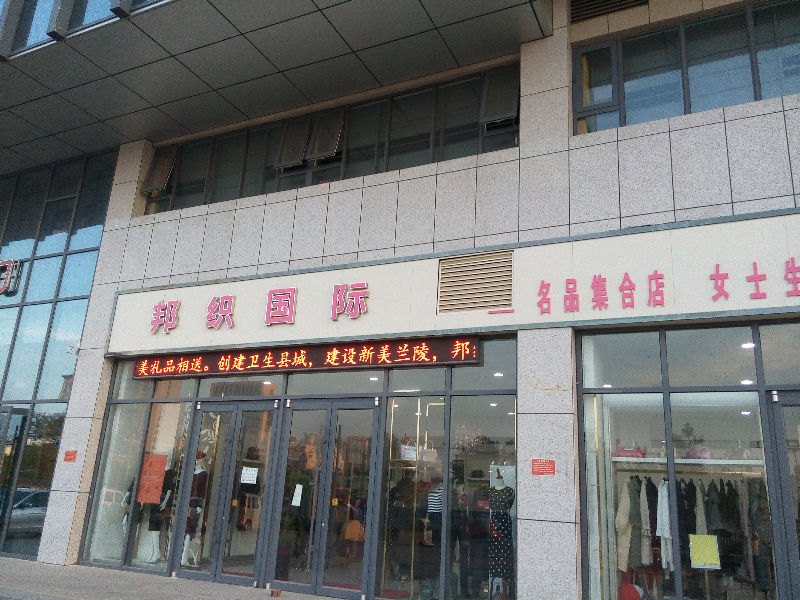 邦织国际
一名品集合店 女士生
美礼品相送。创建卫生县城，建设新美兰陵，邦：